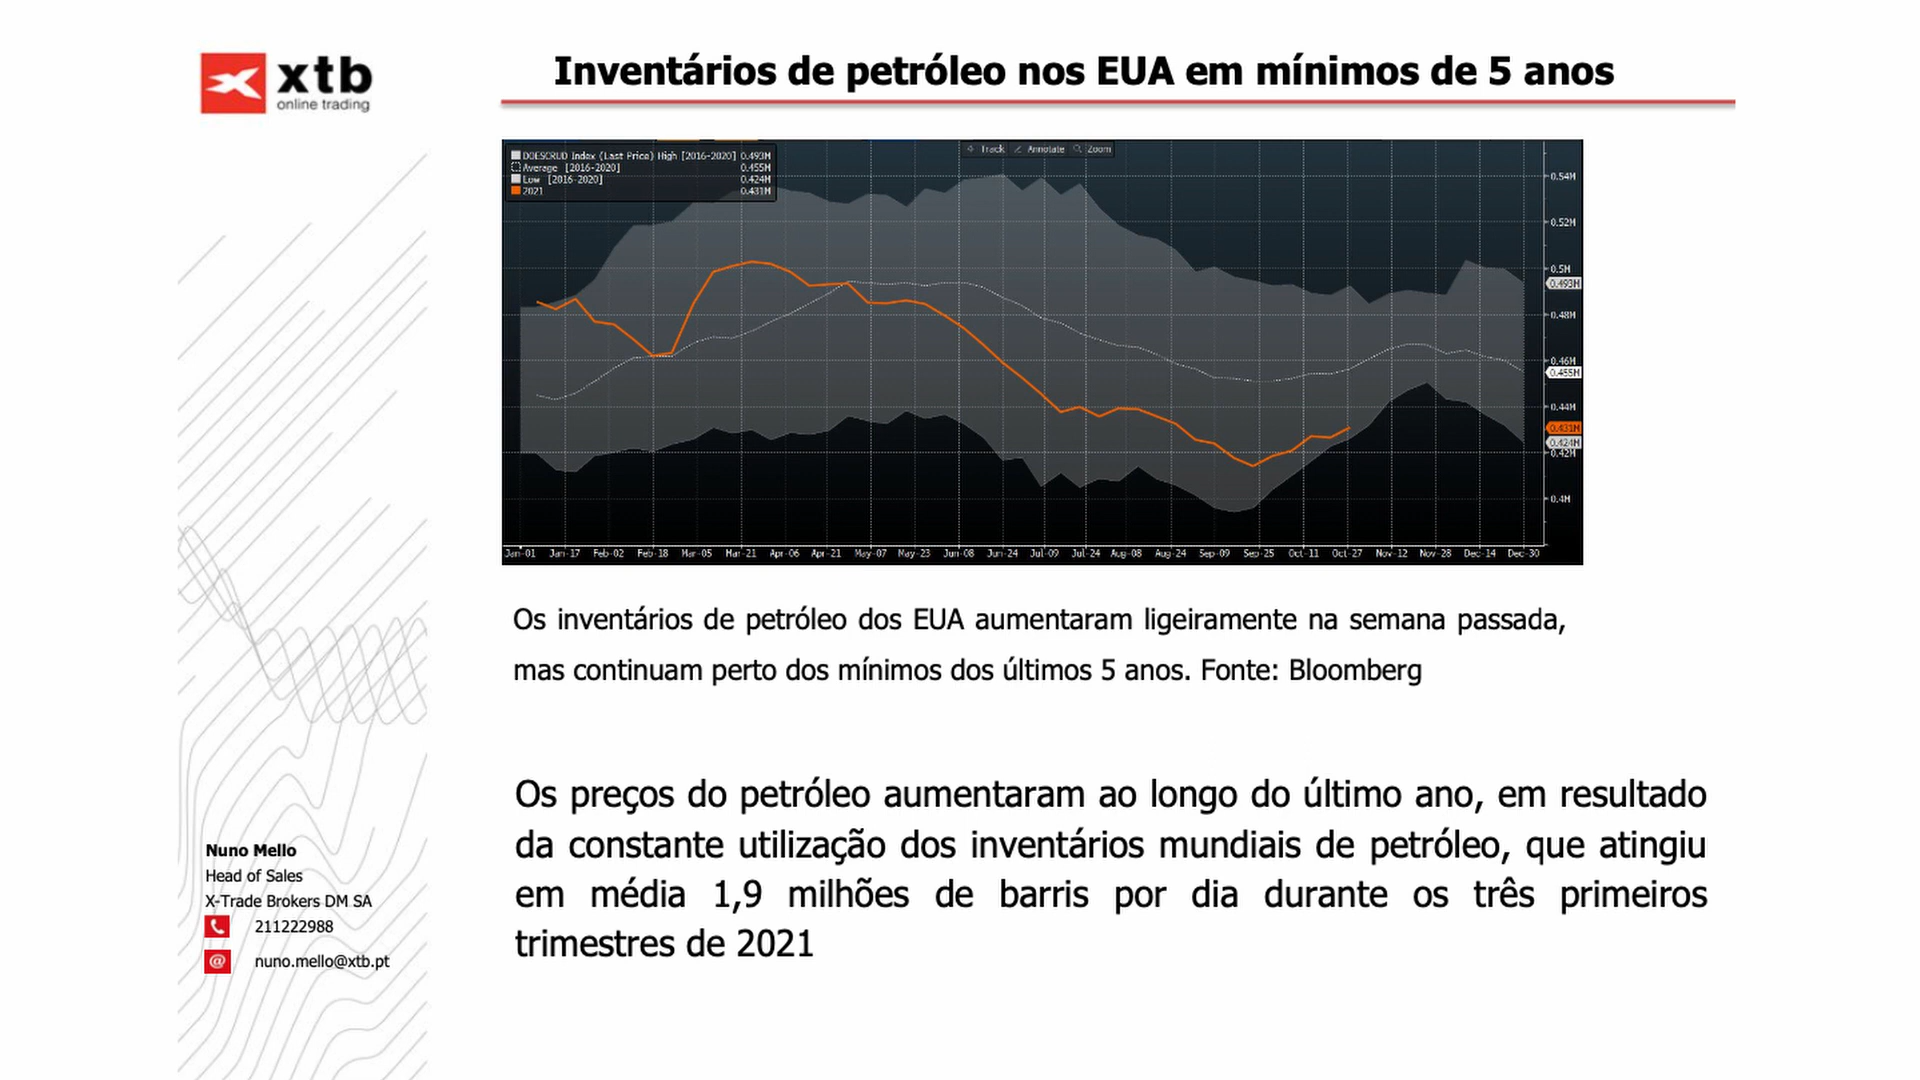 xtb
online trading
Inventários de petróleo nos EUA em mínimos de 5 anos
DOESCRUD Index (Last Price) High [2016-2020] 0.493M
Average [2016-2020] 0.455M
Low [2016-2020] 0.424M
2021 0.431M
Track Annotate Zoom
0.54M
0.52M
0.5M
0.493M
0.48M
0.46M
0.455M
0.44M
0.431M
0.424M
0.42M
0.4M
Jan-01 Jan-17 Feb-02 Feb-18 Mar-05 Mar-21 Apr-06 Apr-21 May-07 May-23 Jun-08 Jun-24 Jul-09 Jul-24 Aug-08 Aug-24 Sep-09 Sep-25 Oct-11 Oct-27 Nov-12 Nov-28 Dec-14 Dec-30
Os inventários de petróleo dos EUA aumentaram ligeiramente na semana passada,
mas continuam perto dos mínimos dos últimos 5 anos. Fonte: Bloomberg
Os preços do petróleo aumentaram ao longo do último ano, em resultado
da constante utilização dos inventários mundiais de petróleo, que atingiu
em média 1,9 milhões de barris por dia durante os três primeiros
trimestres de 2021
Nuno Mello
Head of Sales
X-Trade Brokers DM SA
211222988
@ nuno.mello@xtb.pt